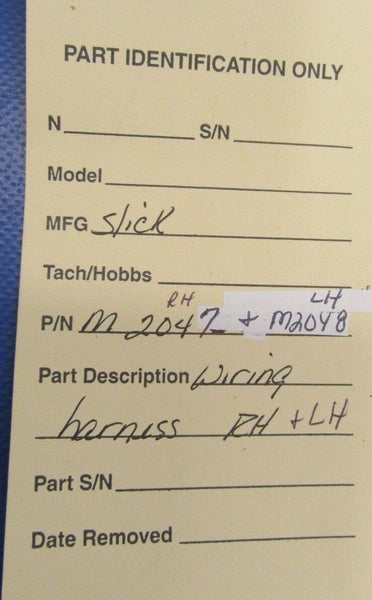 PART IDENTIFICATION ONLY
N S/N
Model
MFG Slick
Tach/Hobbs
RH LH
P/N M 2047 + M2048
Part Description Wiring
harness RH + LH
Part S/N
Date Removed